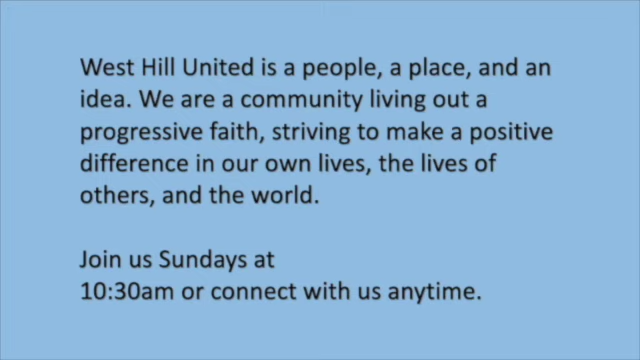 West Hill United is a people, a place, and an
idea. We are a community living out a
progressive faith, striving to make a positive
difference in our own lives, the lives of
others, and the world.
Join us Sundays at
10:30am or connect with us anytime.